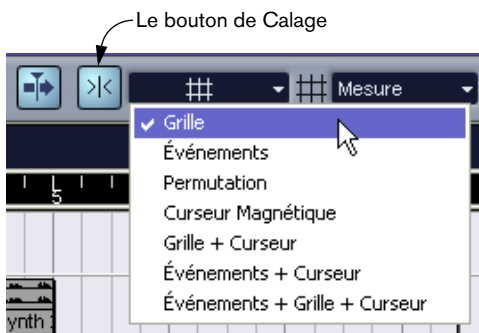 Le bouton de Calage
Mesure
Grille
Événements
Permutation
Curseur Magnétique
Grille + Curseur
Événements + Curseur
Événements + Grille + Curseur
5
ynth